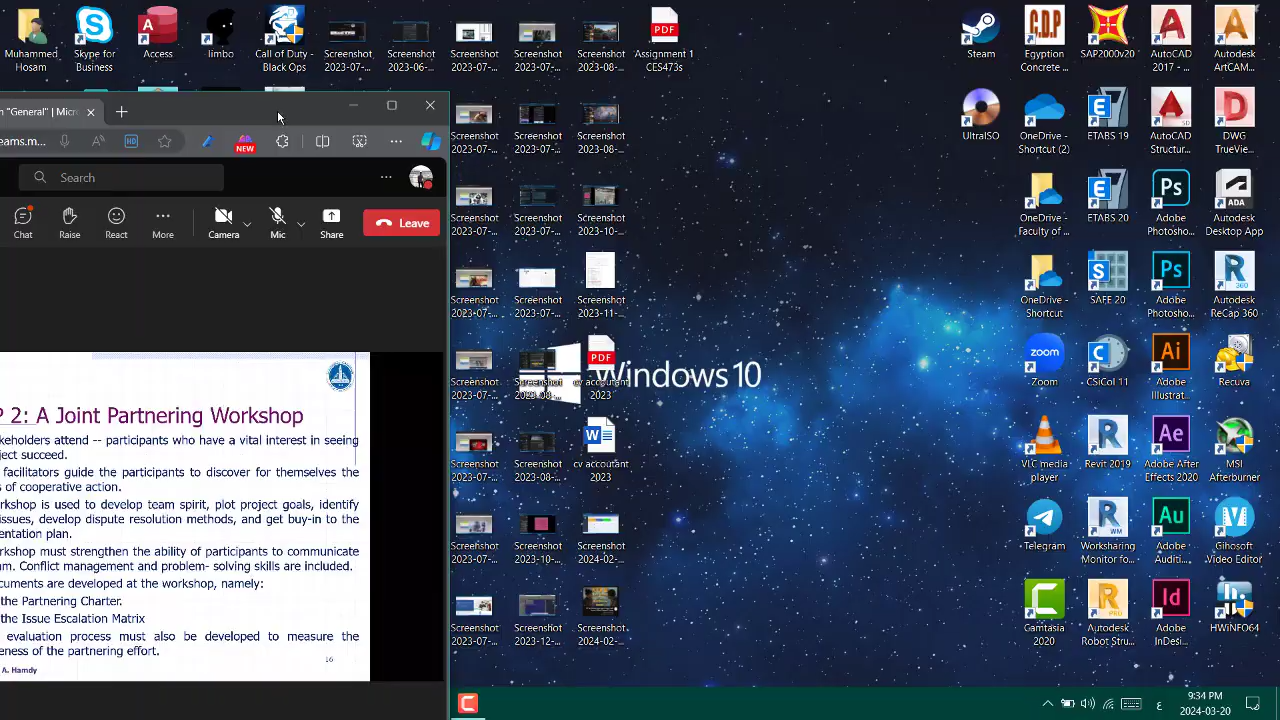 Muhammed
Hosam
Skype for
Business
Access
limbo
Call of Duty
Black Ops
Screenshot
2023-07-...
Screenshot
2023-06-...
Screenshot
2023-07-...
Screenshot
2023-07-...
Screenshot
2023-08-...
Assignment 1
CES473s
Steam
Egyption
Concrete ...
SAP2000v20
AutoCAD
2017 - ...
Autodesk
ArtCAM...
n "General" | Micro
eams.m...
HD
NEW
Search
Chat
Raise
React
More
Camera
Mic
Share
Leave
Screenshot
2023-07-...
Screenshot
2023-07-...
Screenshot
2023-08-...
UltraISO
OneDrive -
Shortcut (2)
ETABS 19
AutoCAD
Structur...
DWG
TrueVie...
Screenshot
2023-07-...
Screenshot
2023-07-...
Screenshot
2023-10-...
OneDrive -
Faculty of ...
ETABS 20
Adobe
Photosho...
Autodesk
Desktop App
Screenshot
2023-07-...
Screenshot
2023-07-...
Screenshot
2023-11-...
OneDrive -
Shortcut
SAFE 20
Adobe
Photosho...
Autodesk
ReCap 360
Screenshot
2023-07-...
Screenshot
cv accountant
2023
Windows 10
Zoom
CSiCol 11
Adobe
Illustrat...
Recuva
Screenshot
2023-07-...
Screenshot
2023-08-...
cv accoutant
2023
VLC media
player
Revit 2019
Adobe After
Effects 2020
MSI
Afterburner
Screenshot
2023-07-...
Screenshot
2023-10-...
Screenshot
2024-02-...
Telegram
Worksharing
Monitor fo...
Adobe
Auditi...
Gihosoft
Video Editor
Screenshot
2023-07-...
Screenshot
2023-12-...
Screenshot
2024-02-...
Camtasia
2020
Autodesk
Robot Stru...
Adobe
InDesi...
HWiNFO64
P 2: A Joint Partnering Workshop
keholders attend -- participants who have a vital interest in seeing
ject succeed.
facilitators guide the participants to discover for themselves the
s of cooperative action.
rkshop is used to develop team spirit, plot project goals, identify
issues, develop dispute resolution methods, and get buy-in to the
entation plan.
rkshop must strengthen the ability of participants to communicate
m. Conflict management and problem- solving skills are included.
cuments are developed at the workshop, namely:
the Partnering Charter.
the Issue Escalation Matrix
evaluation process must also be developed to measure the
eness of the partnering effort.
A. Hamdy
16
ع
9:34 PM
2024-03-20